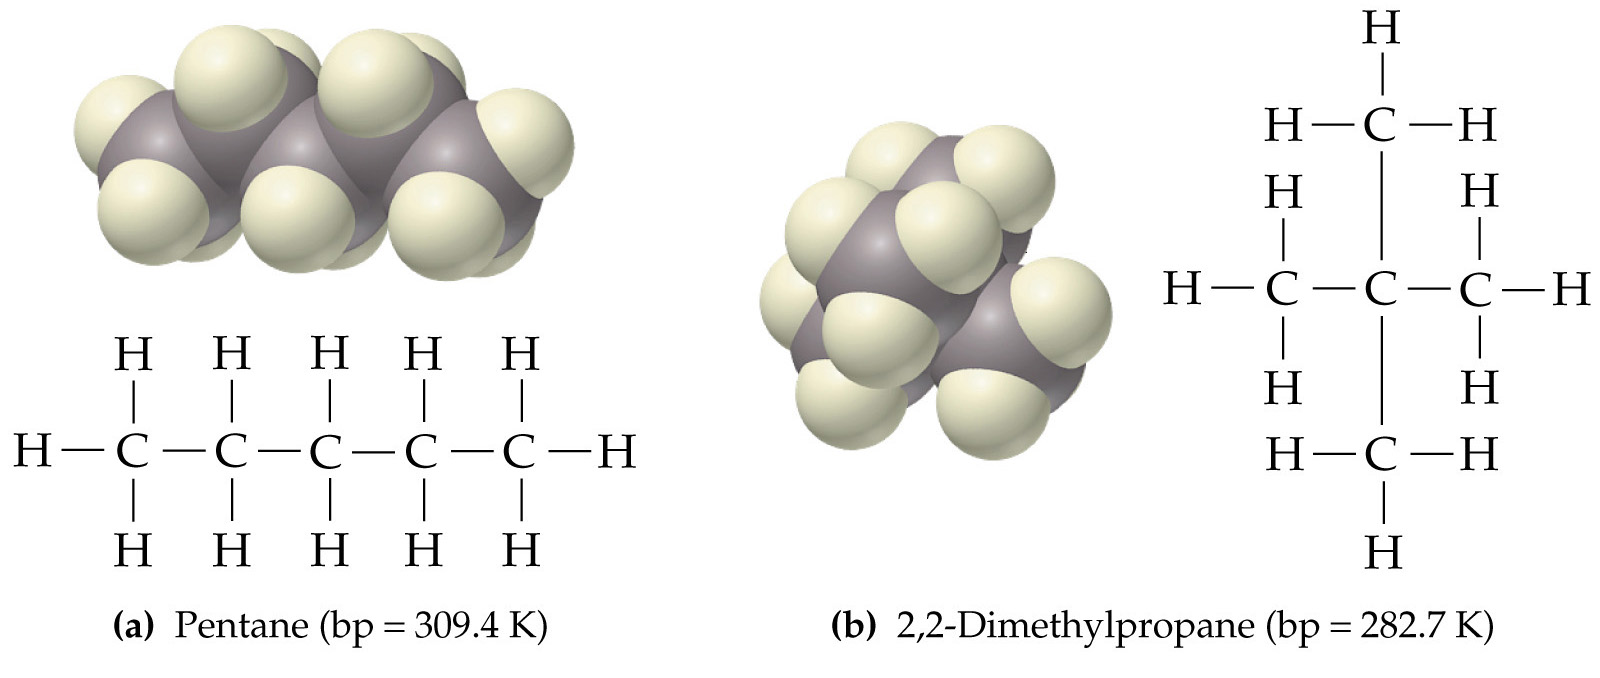 H H H H H
H—C—C—C—C—C—H
H H H H H
(a) Pentane (bp = 309.4 K)
H
H—C—H
H H
H—C—C—C—H
H H
H—C—H
H
(b) 2,2-Dimethylpropane (bp = 282.7 K)